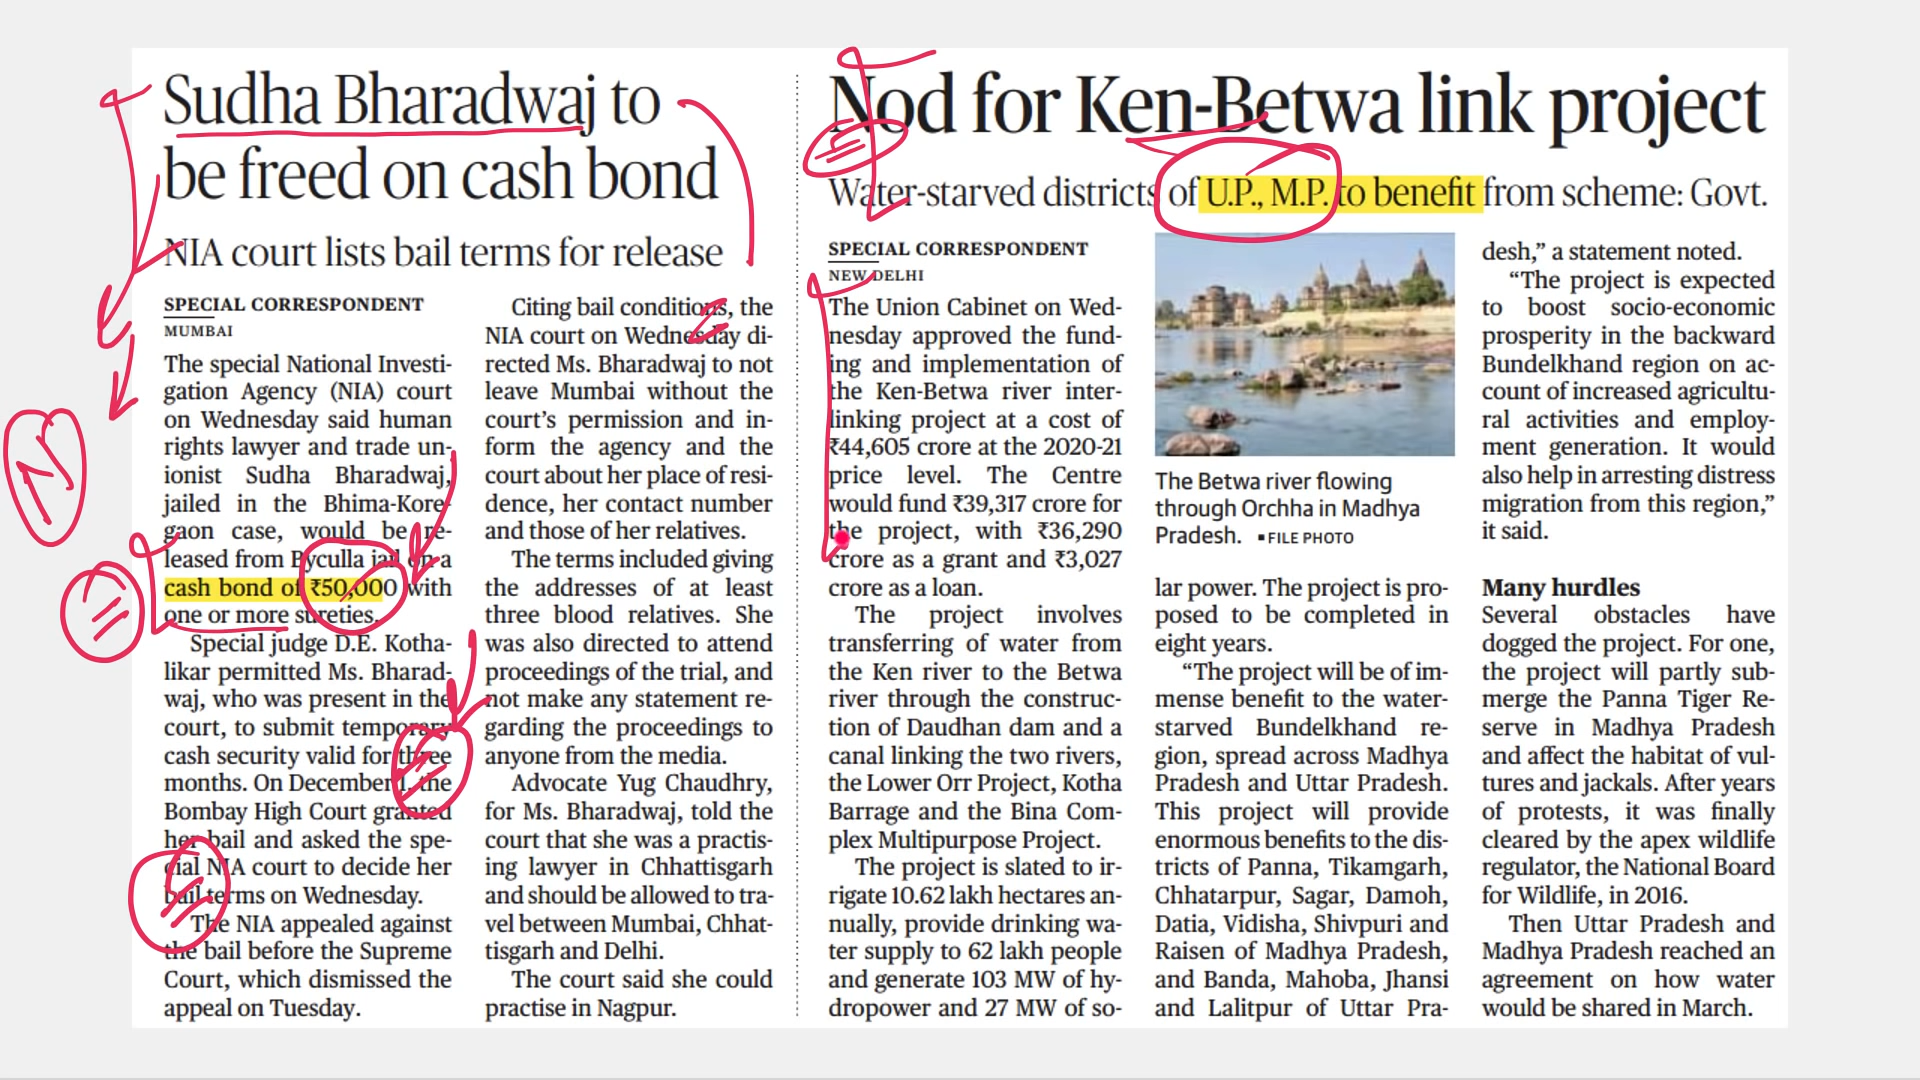 Sudha Bharadwaj to
be freed on cash bond
NIA court lists bail terms for release
SPECIAL CORRESPONDENT
MUMBAI
The special National Investi-
gation Agency (NIA) court
on Wednesday said human
rights lawyer and trade un-
ionist Sudha Bharadwaj,
jailed in the Bhima-Kore-
gaon case, would be re-
leased from Byculla jail on a
cash bond of ₹50,000 with
one or more sureties.
Special judge D.E. Kotha-
likar permitted Ms. Bharad-
waj, who was present in the
court, to submit temporary
cash security valid for three
months. On December 1, the
Bombay High Court granted
her bail and asked the spe-
cial NIA court to decide her
bail terms on Wednesday.
The NIA appealed against
the bail before the Supreme
Court, which dismissed the
appeal on Tuesday.
Citing bail conditions, the
NIA court on Wednesday di-
rected Ms. Bharadwaj to not
leave Mumbai without the
court’s permission and in-
form the agency and the
court about her place of resi-
dence, her contact number
and those of her relatives.
The terms included giving
the addresses of at least
three blood relatives. She
was also directed to attend
proceedings of the trial, and
not make any statement re-
garding the proceedings to
anyone from the media.
Advocate Yug Chaudhry,
for Ms. Bharadwaj, told the
court that she was a practis-
ing lawyer in Chhattisgarh
and should be allowed to tra-
vel between Mumbai, Chhat-
tisgarh and Delhi.
The court said she could
practise in Nagpur.
Nod for Ken-Betwa link project
Water-starved districts of U.P., M.P. to benefit from scheme: Govt.
SPECIAL CORRESPONDENT
NEW DELHI
The Union Cabinet on Wed-
nesday approved the fund-
ing and implementation of
the Ken-Betwa river inter-
linking project at a cost of
₹44,605 crore at the 2020-21
price level. The Centre
would fund ₹39,317 crore for
the project, with ₹36,290
crore as a grant and ₹3,027
crore as a loan.
The project involves
transferring of water from
the Ken river to the Betwa
river through the construc-
tion of Daudhan dam and a
canal linking the two rivers,
the Lower Orr Project, Kotha
Barrage and the Bina Com-
plex Multipurpose Project.
The project is slated to ir-
rigate 10.62 lakh hectares an-
nually, provide drinking wa-
ter supply to 62 lakh people
and generate 103 MW of hy-
dropower and 27 MW of so-
The Betwa river flowing
through Orchha in Madhya
Pradesh. ▪FILE PHOTO
lar power. The project is pro-
posed to be completed in
eight years.
“The project will be of im-
mense benefit to the water-
starved Bundelkhand re-
gion, spread across Madhya
Pradesh and Uttar Pradesh.
This project will provide
enormous benefits to the dis-
tricts of Panna, Tikamgarh,
Chhatarpur, Sagar, Damoh,
Datia, Vidisha, Shivpuri and
Raisen of Madhya Pradesh,
and Banda, Mahoba, Jhansi
and Lalitpur of Uttar Pra-
desh,” a statement noted.
“The project is expected
to boost socio-economic
prosperity in the backward
Bundelkhand region on ac-
count of increased agricultu-
ral activities and employ-
ment generation. It would
also help in arresting distress
migration from this region,”
it said.
Many hurdles
Several obstacles have
dogged the project. For one,
the project will partly sub-
merge the Panna Tiger Re-
serve in Madhya Pradesh
and affect the habitat of vul-
tures and jackals. After years
of protests, it was finally
cleared by the apex wildlife
regulator, the National Board
for Wildlife, in 2016.
Then Uttar Pradesh and
Madhya Pradesh reached an
agreement on how water
would be shared in March.